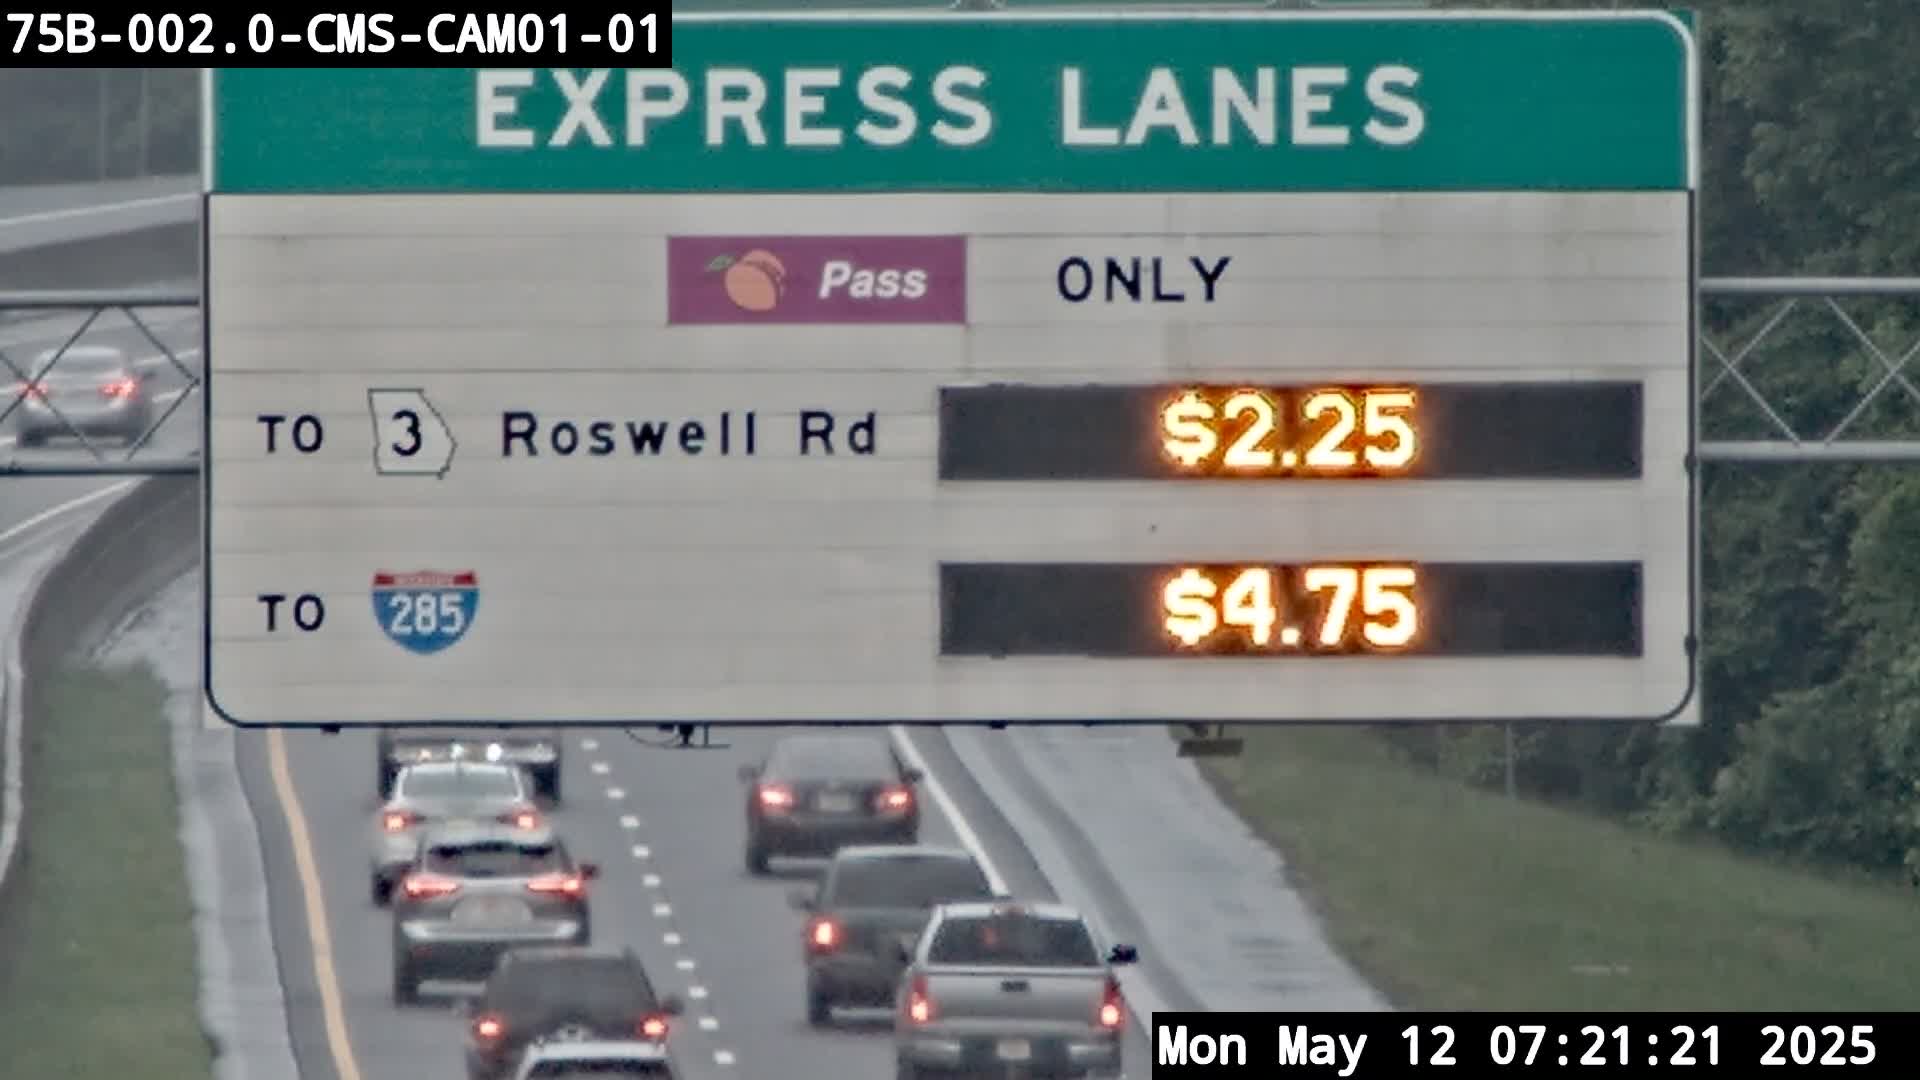 75B-002.0-CMS-CAM01-01
EXPRESS LANES
Pass ONLY
TO 3 Roswell Rd $2.25
TO 285 $4.75
Mon May 12 07:21:21 2025